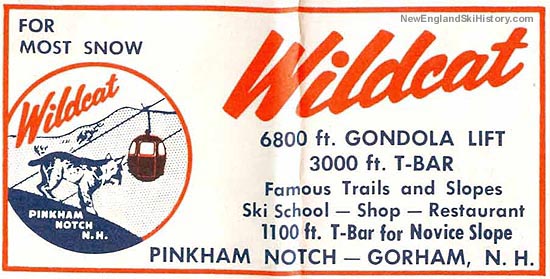 NewEnglandSkiHistory.com
FOR
MOST SNOW
Wildcat
PINKHAM
NOTCH
N.H.
Wildcat
6800 ft. GONDOLA LIFT
3000 ft. T-BAR
Famous Trails and Slopes
Ski School — Shop — Restaurant
1100 ft. T-Bar for Novice Slope
PINKHAM NOTCH — GORHAM, N. H.